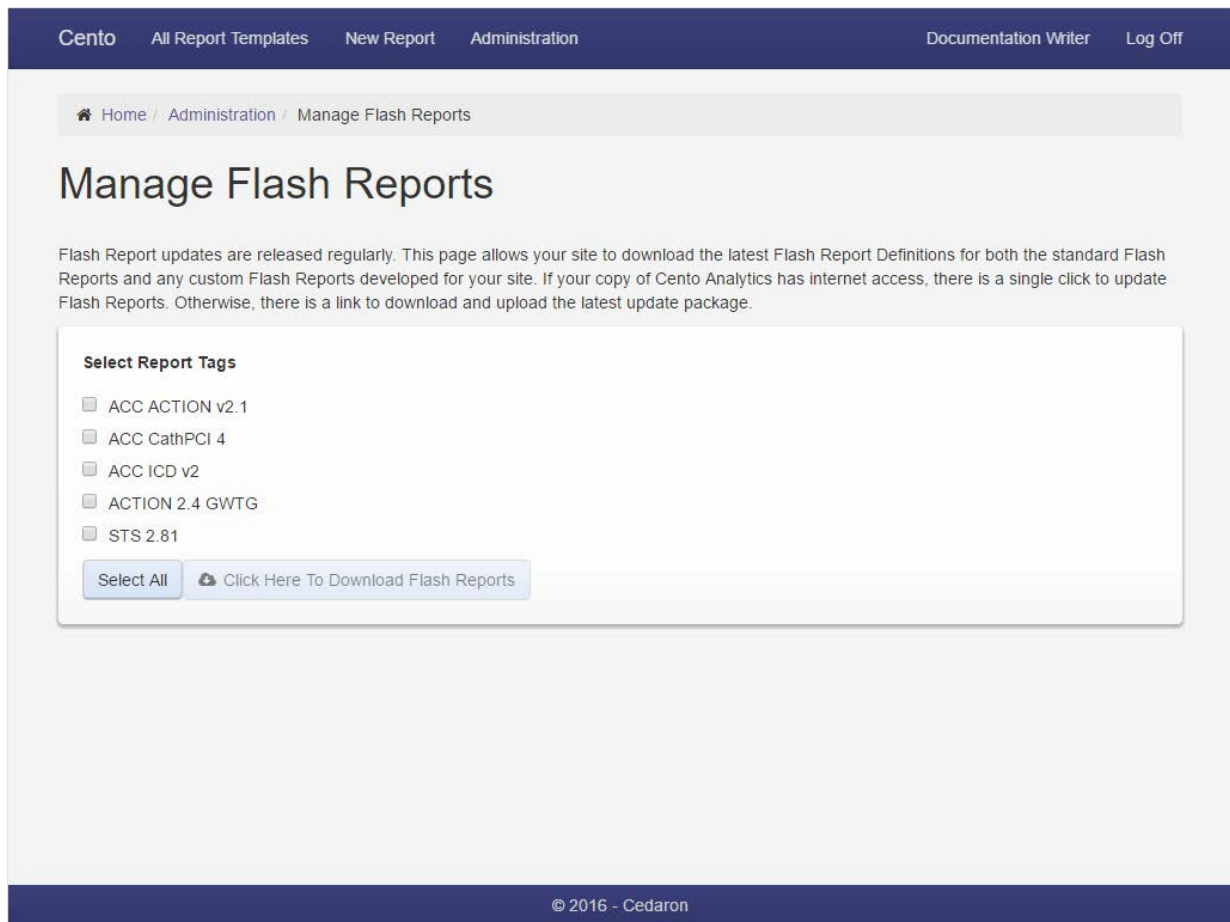 Cento All Report Templates New Report Administration Documentation Writer Log Off
Home / Administration / Manage Flash Reports
Manage Flash Reports
Flash Report updates are released regularly. This page allows your site to download the latest Flash Report Definitions for both the standard Flash
Reports and any custom Flash Reports developed for your site. If your copy of Cento Analytics has internet access, there is a single click to update
Flash Reports. Otherwise, there is a link to download and upload the latest update package.
Select Report Tags
ACC ACTION v2.1
ACC CathPCI 4
ACC ICD v2
ACTION 2.4 GWTG
STS 2.81
Select All Click Here To Download Flash Reports
© 2016 - Cedaron